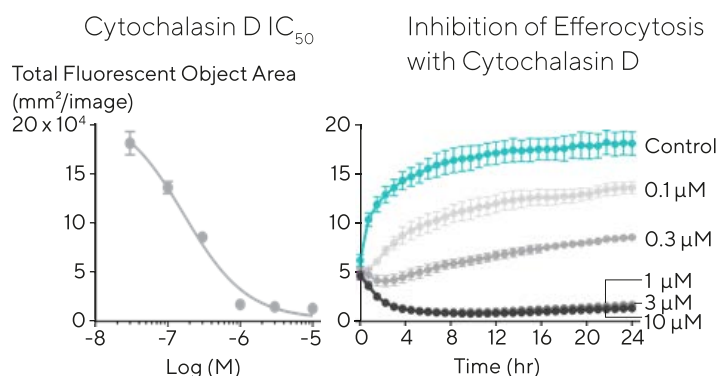 Cytochalasin D IC50
Total Fluorescent Object Area
(mm²/image)
20 x 10⁴
15
10
5
0
-8
-7
-6
-5
Log (M)
Inhibition of Efferocytosis
with Cytochalasin D
20
15
10
5
0
0
4
8
12
16
20
24
Time (hr)
Control
0.1 µM
0.3 µM
1 µM
3 µM
10 µM